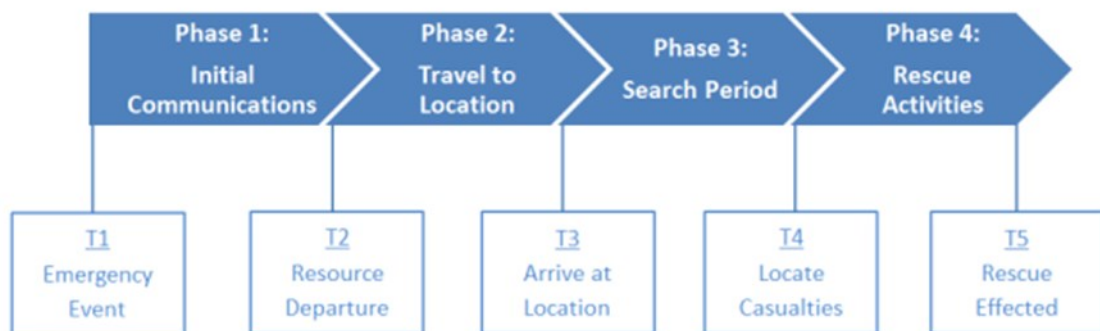 Phase 1:
Initial
Communications
Phase 2:
Travel to
Location
Phase 3:
Search Period
Phase 4:
Rescue
Activities
T1
Emergency
Event
T2
Resource
Departure
T3
Arrive at
Location
T4
Locate
Casualties
T5
Rescue
Effected